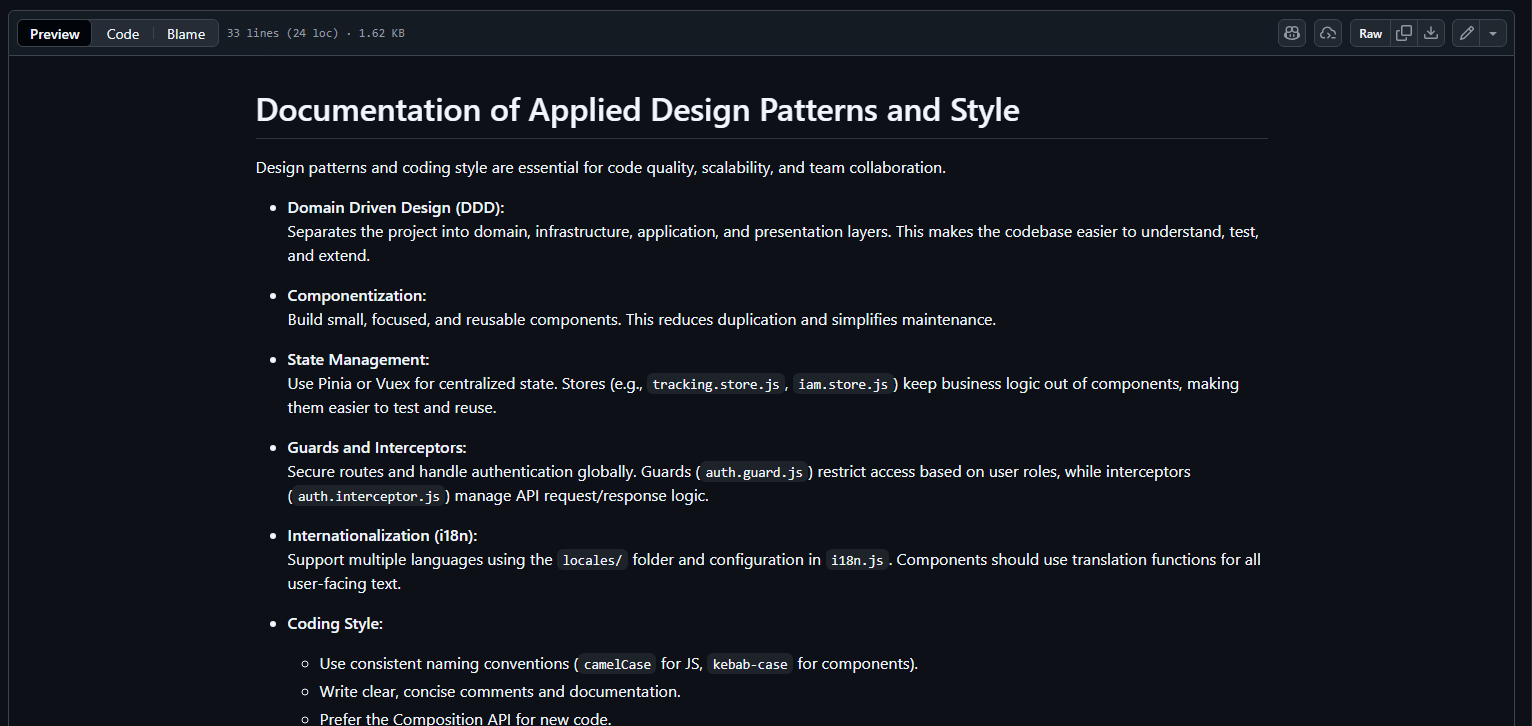 Preview Code Blame 33 lines (24 loc) · 1.62 KB Raw
Documentation of Applied Design Patterns and Style
Design patterns and coding style are essential for code quality, scalability, and team collaboration.
• Domain Driven Design (DDD):
Separates the project into domain, infrastructure, application, and presentation layers. This makes the codebase easier to understand, test,
and extend.
• Componentization:
Build small, focused, and reusable components. This reduces duplication and simplifies maintenance.
• State Management:
Use Pinia or Vuex for centralized state. Stores (e.g., tracking.store.js, iam.store.js) keep business logic out of components, making
them easier to test and reuse.
• Guards and Interceptors:
Secure routes and handle authentication globally. Guards (auth.guard.js) restrict access based on user roles, while interceptors
(auth.interceptor.js) manage API request/response logic.
• Internationalization (i18n):
Support multiple languages using the locales/ folder and configuration in i18n.js. Components should use translation functions for all
user-facing text.
• Coding Style:
○ Use consistent naming conventions (camelCase for JS, kebab-case for components).
○ Write clear, concise comments and documentation.
○ Prefer the Composition API for new code.